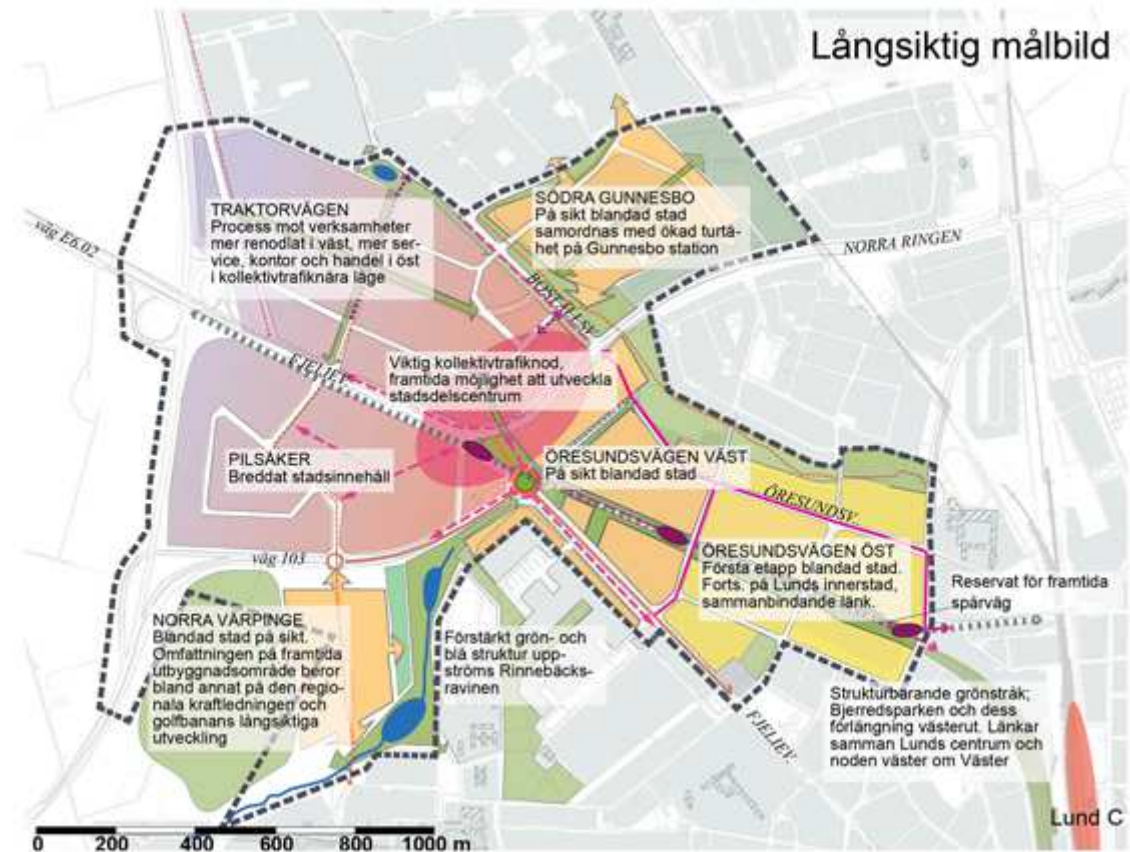 Långsiktig målbild
TRAKTORVÄGEN
Process mot verksamheter
mer renodlat i väst, mer ser-
vice, kontor och handel i öst
i kollektivtrafiknära läge
SÖDRA GUNNESBO
På sikt blandad stad
samordnas med ökad turtä-
het på Gunnesbo station
väg E6.02
NORRA RINGEN
FJELIEV.
Viktig kollektivtrafiknod,
framtida möjlighet att utveckla
stadsdelscentrum
PILSÅKER
Breddat stadsinnehåll
ÖRESUNDSVÄGEN VÄST
På sikt blandad stad
ÖRESUNDSV.
väg 103
ÖRESUNDSVÄGEN ÖST
Första etapp blandad stad.
Forts. på Lunds innerstad,
sammanbindande länk.
Reservat för framtida
spårväg
NORRA VÄRPINGE
Blandad stad på sikt.
Omfattningen på framtida
utbyggnadsområde beror
bland annat på den regio-
nala kraftledningen och
golfbanans långsiktiga
utveckling
Förstärkt grön- och
blå struktur upp-
ströms Rinnebäcks-
ravinen
FJELIEV.
Strukturbärande grönstråk;
Bjerredsparken och dess
förlängning västerut. Länkar
samman Lunds centrum och
noden väster om Väster
Lund C
0 200 400 600 800 1000 m